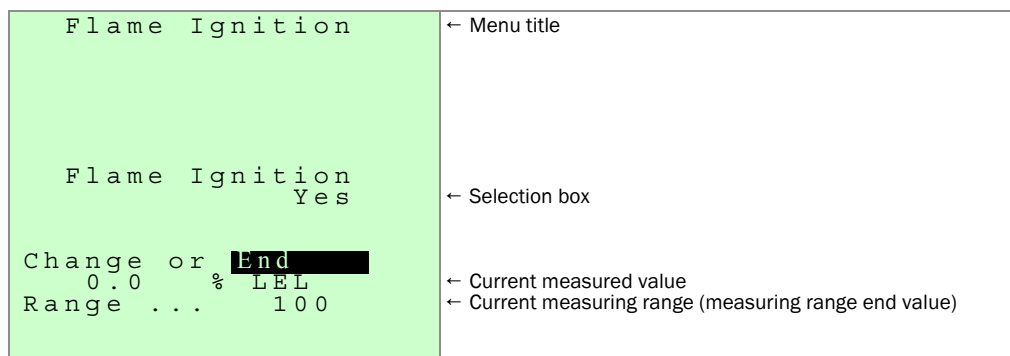 Flame Ignition ← Menu title
Flame Ignition
Yes ← Selection box
Change or End
0.0 % LEL ← Current measured value
Range ... 100 ← Current measuring range (measuring range end value)